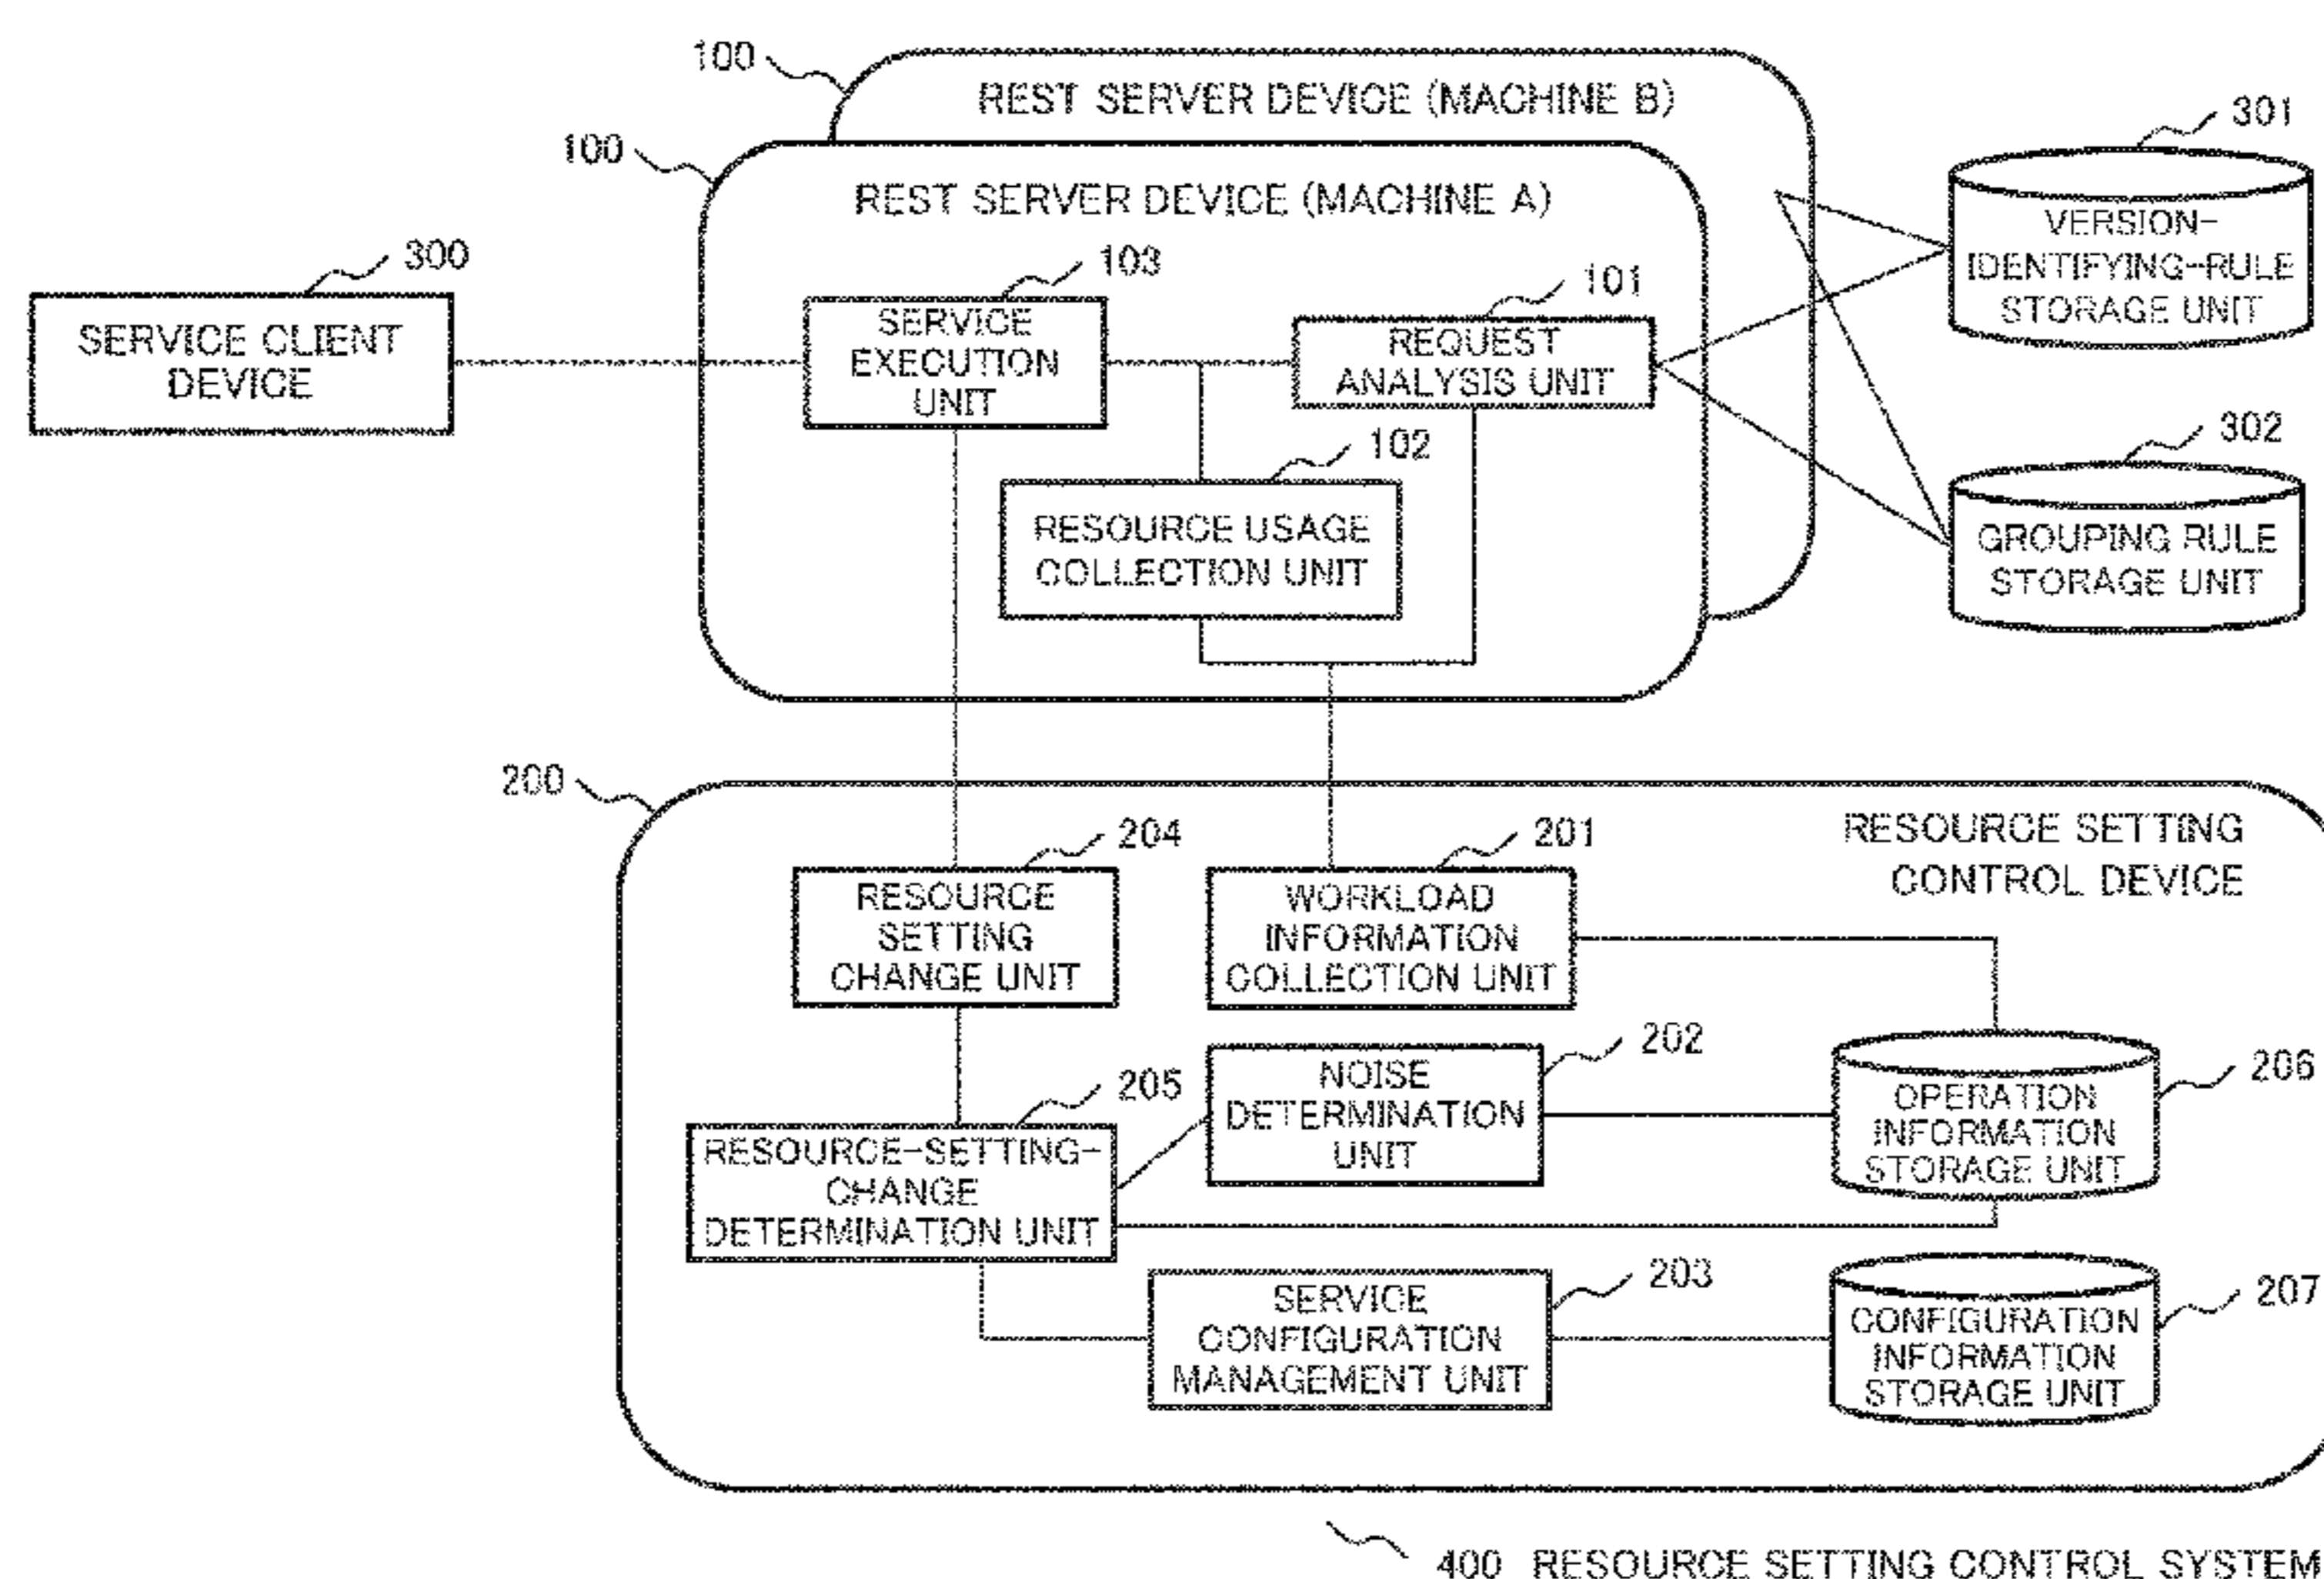 100
REST SERVER DEVICE (MACHINE B)
301
100
REST SERVER DEVICE (MACHINE A)
VERSION-
IDENTIFYING-RULE
STORAGE UNIT
300
SERVICE CLIENT
DEVICE
103
SERVICE
EXECUTION
UNIT
101
REQUEST
ANALYSIS UNIT
102
RESOURCE USAGE
COLLECTION UNIT
302
GROUPING RULE
STORAGE UNIT
200
RESOURCE SETTING
CONTROL DEVICE
204
RESOURCE
SETTING
CHANGE UNIT
201
WORKLOAD
INFORMATION
COLLECTION UNIT
202
NOISE
DETERMINATION
UNIT
206
OPERATION
INFORMATION
STORAGE UNIT
205
RESOURCE-SETTING-
CHANGE
DETERMINATION UNIT
203
SERVICE
CONFIGURATION
MANAGEMENT UNIT
207
CONFIGURATION
INFORMATION
STORAGE UNIT
400 RESOURCE SETTING CONTROL SYSTEM